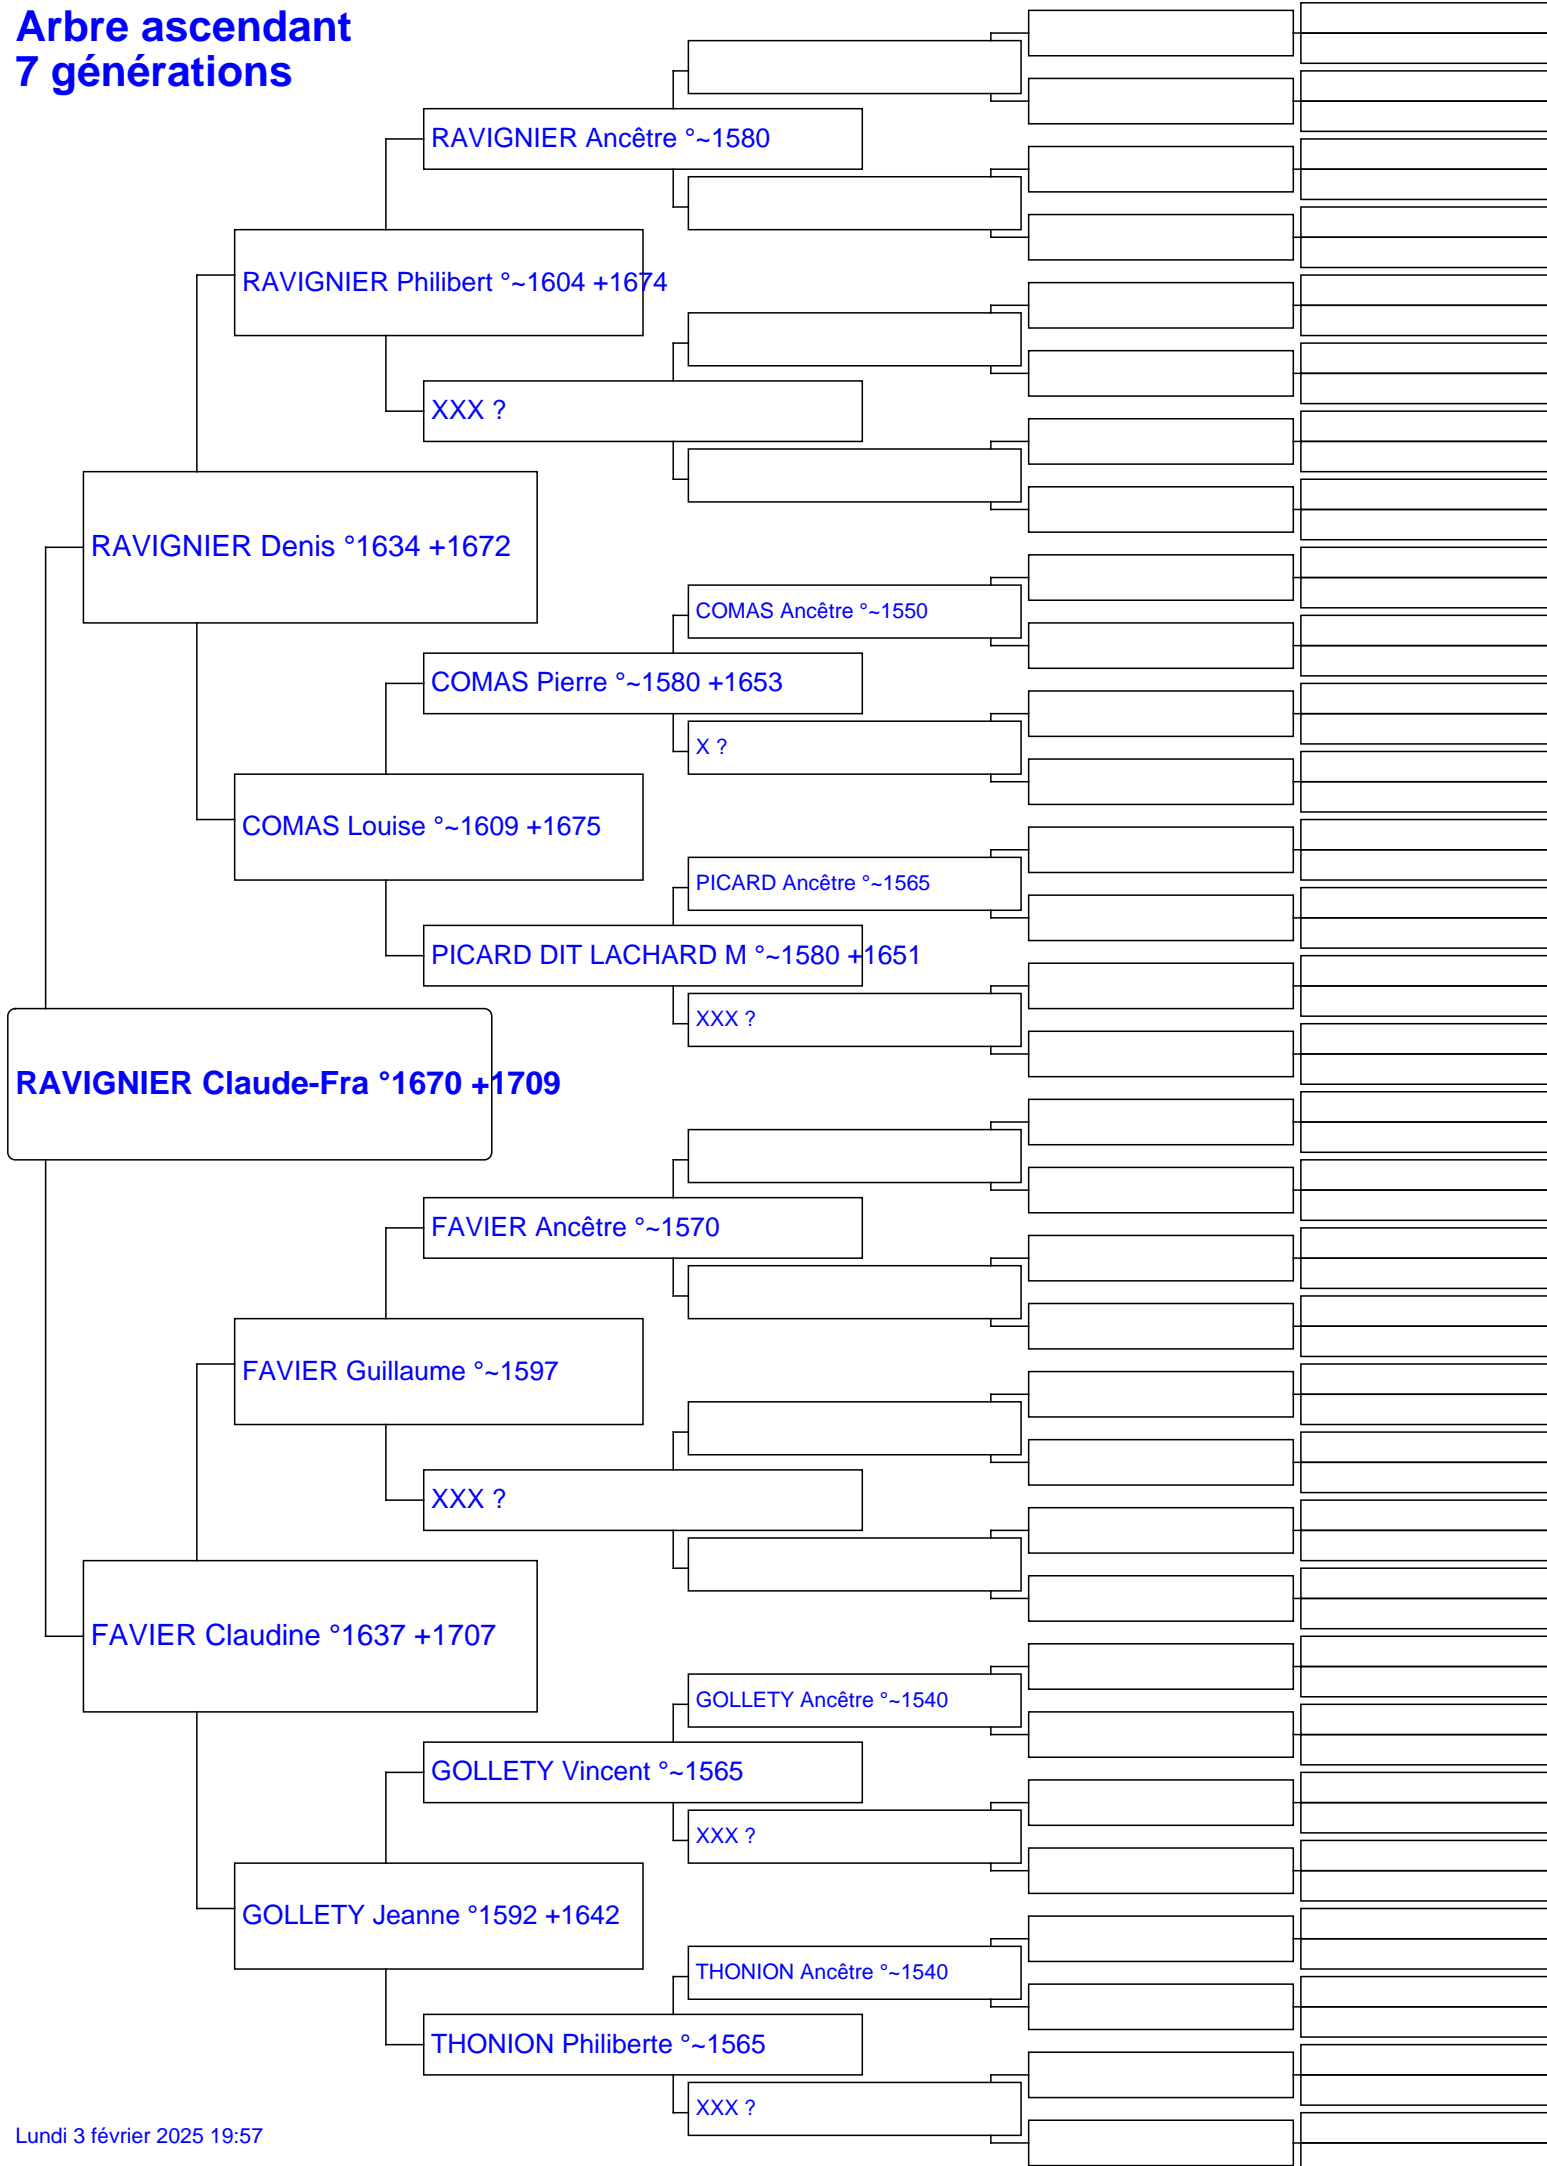 Arbre ascendant
7 générations
RAVIGNIER Ancêtre °~1580
RAVIGNIER Philibert °~1604 +1674
XXX ?
RAVIGNIER Denis °1634 +1672
COMAS Ancêtre °~1550
COMAS Pierre °~1580 +1653
X ?
COMAS Louise °~1609 +1675
PICARD Ancêtre °~1565
PICARD DIT LACHARD M °~1580 +1651
XXX ?
RAVIGNIER Claude-Fra °1670 +1709
FAVIER Ancêtre °~1570
FAVIER Guillaume °~1597
XXX ?
FAVIER Claudine °1637 +1707
GOLLETY Ancêtre °~1540
GOLLETY Vincent °~1565
XXX ?
GOLLETY Jeanne °1592 +1642
THONION Ancêtre °~1540
THONION Philiberte °~1565
XXX ?
Lundi 3 février 2025 19:57